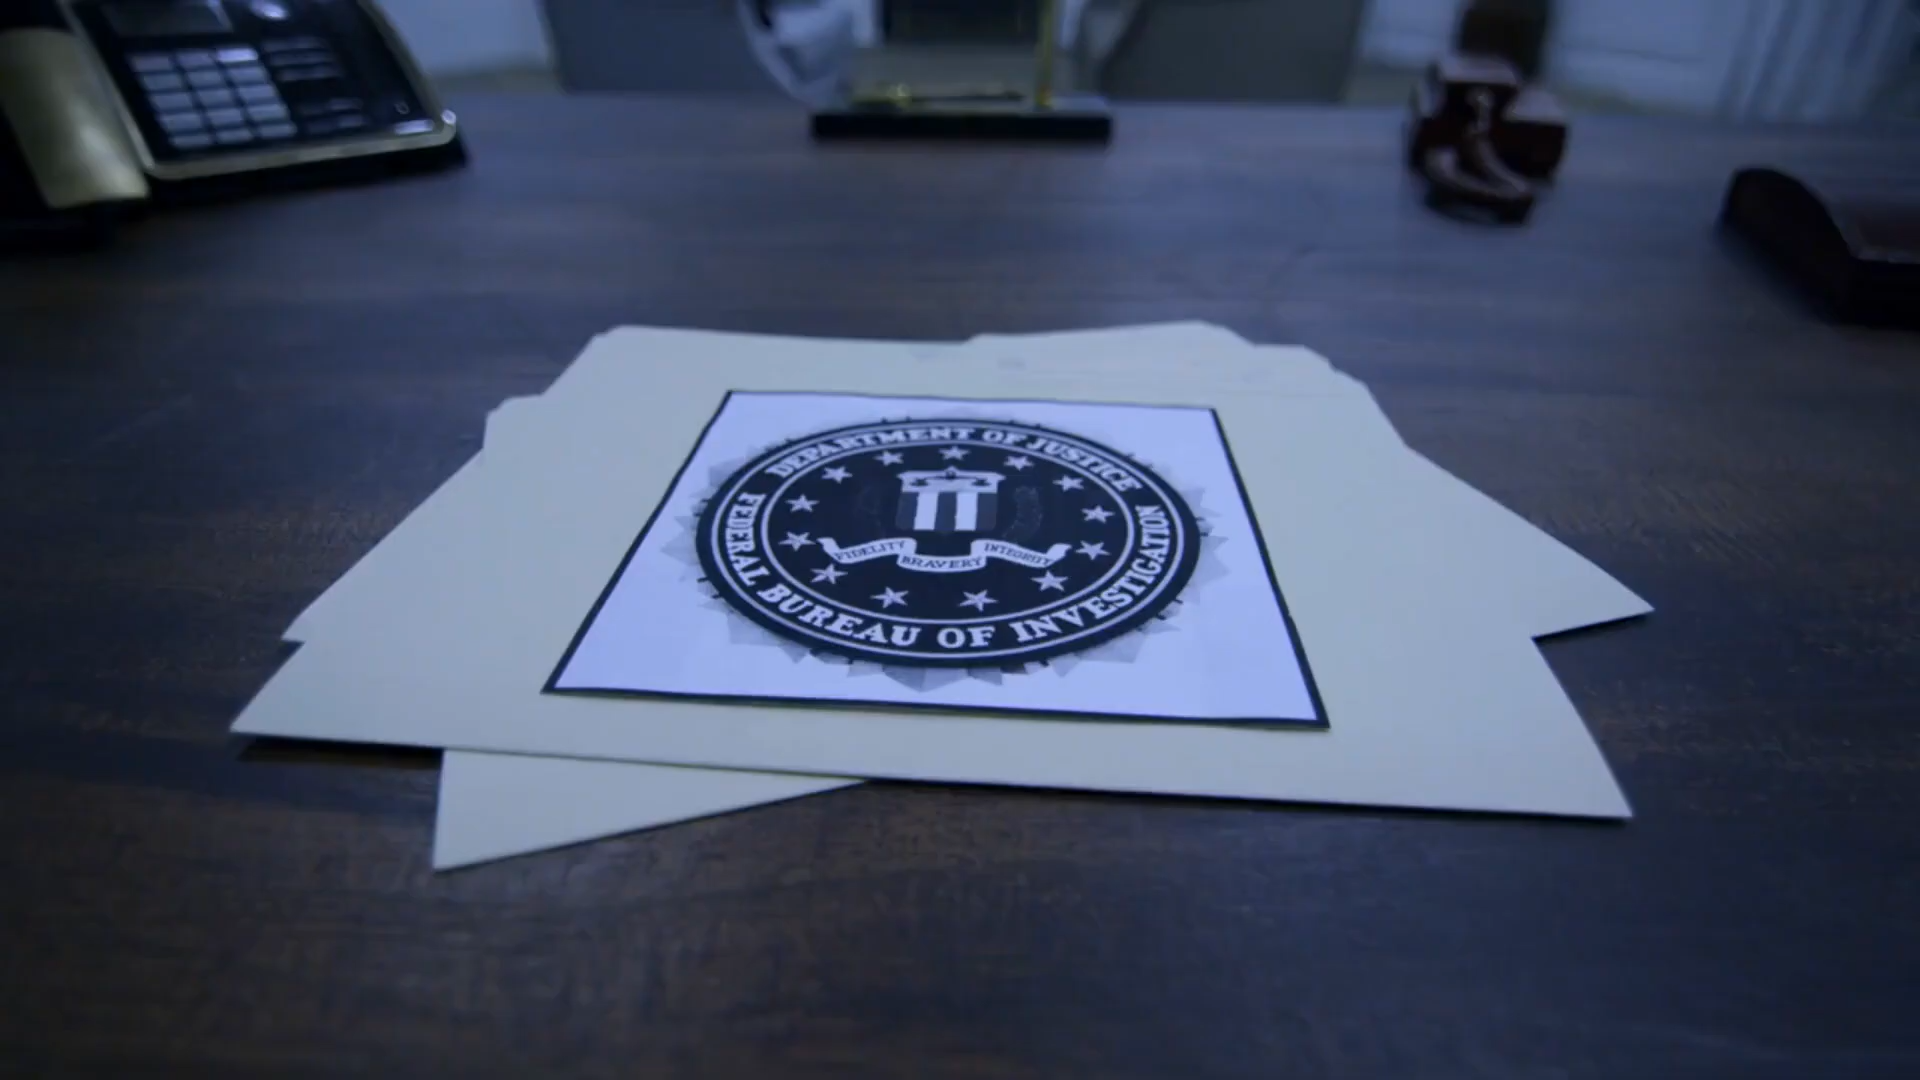 DEPARTMENT OF JUSTICE
FIDELITY BRAVERY INTEGRITY
FEDERAL BUREAU OF INVESTIGATION